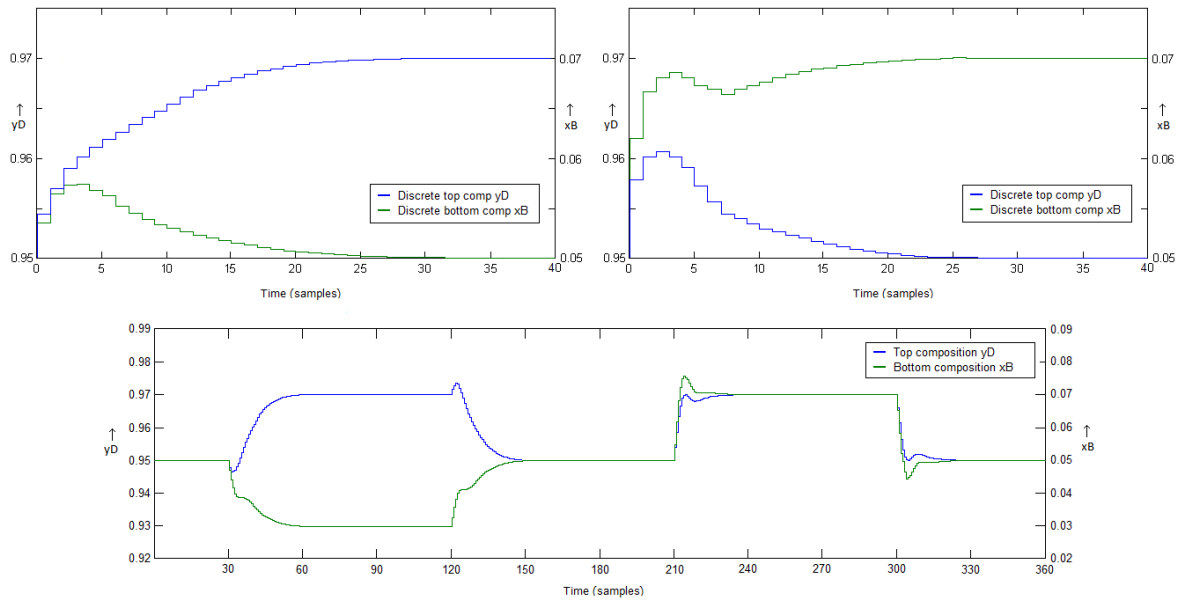 0.97
0.96
0.95
↑
yD
0.07
0.06
0.05
↑
xB
Discrete top comp yD
Discrete bottom comp xB
0 5 10 15 20 25 30 35 40
Time (samples)
0.97
0.96
0.95
↑
yD
0.07
0.06
0.05
↑
xB
Discrete top comp yD
Discrete bottom comp xB
0 5 10 15 20 25 30 35 40
Time (samples)
0.99
0.98
0.97
0.96
0.95
0.94
0.93
0.92
↑
yD
0.09
0.08
0.07
0.06
0.05
0.04
0.03
0.02
↑
xB
Top composition yD
Bottom composition xB
30 60 90 120 150 180 210 240 270 300 330 360
Time (samples)